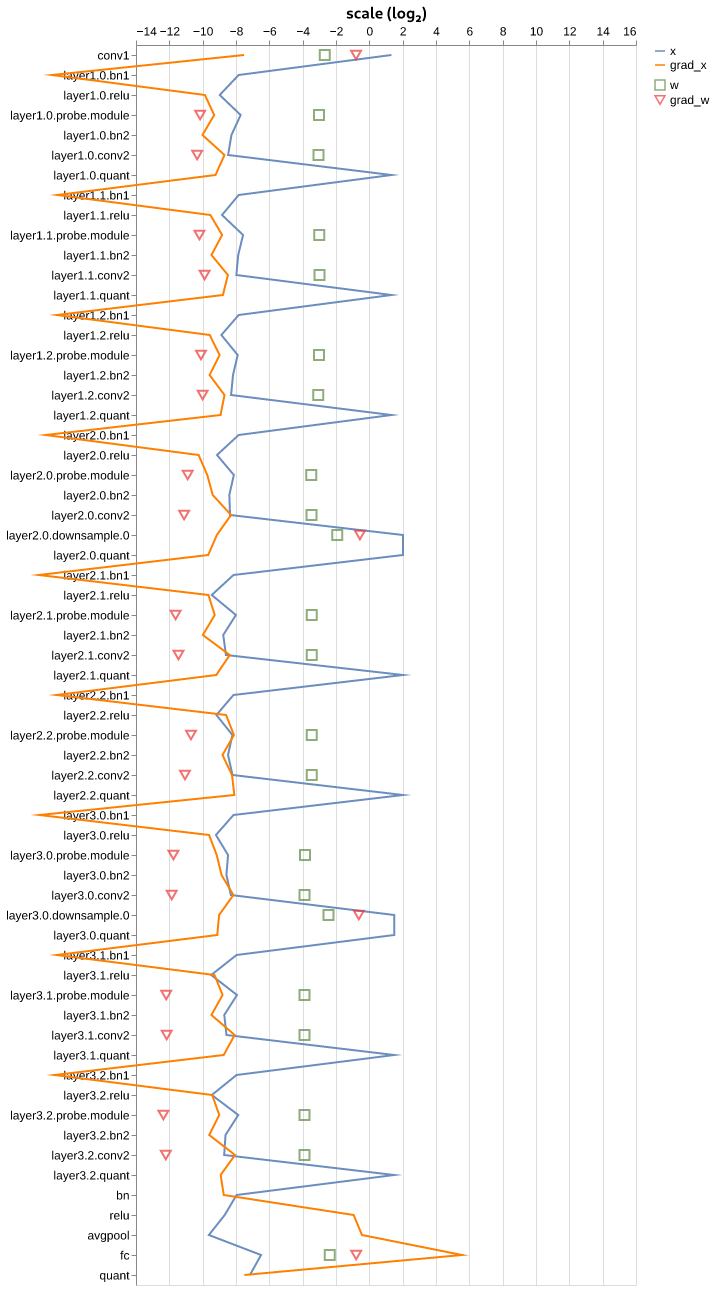 scale (log₂)
−14 −12 −10 −8 −6 −4 −2 0 2 4 6 8 10 12 14 16
x
grad_x
w
grad_w
conv1
layer1.0.bn1
layer1.0.relu
layer1.0.probe.module
layer1.0.bn2
layer1.0.conv2
layer1.0.quant
layer1.1.bn1
layer1.1.relu
layer1.1.probe.module
layer1.1.bn2
layer1.1.conv2
layer1.1.quant
layer1.2.bn1
layer1.2.relu
layer1.2.probe.module
layer1.2.bn2
layer1.2.conv2
layer1.2.quant
layer2.0.bn1
layer2.0.relu
layer2.0.probe.module
layer2.0.bn2
layer2.0.conv2
layer2.0.downsample.0
layer2.0.quant
layer2.1.bn1
layer2.1.relu
layer2.1.probe.module
layer2.1.bn2
layer2.1.conv2
layer2.1.quant
layer2.2.bn1
layer2.2.relu
layer2.2.probe.module
layer2.2.bn2
layer2.2.conv2
layer2.2.quant
layer3.0.bn1
layer3.0.relu
layer3.0.probe.module
layer3.0.bn2
layer3.0.conv2
layer3.0.downsample.0
layer3.0.quant
layer3.1.bn1
layer3.1.relu
layer3.1.probe.module
layer3.1.bn2
layer3.1.conv2
layer3.1.quant
layer3.2.bn1
layer3.2.relu
layer3.2.probe.module
layer3.2.bn2
layer3.2.conv2
layer3.2.quant
bn
relu
avgpool
fc
quant